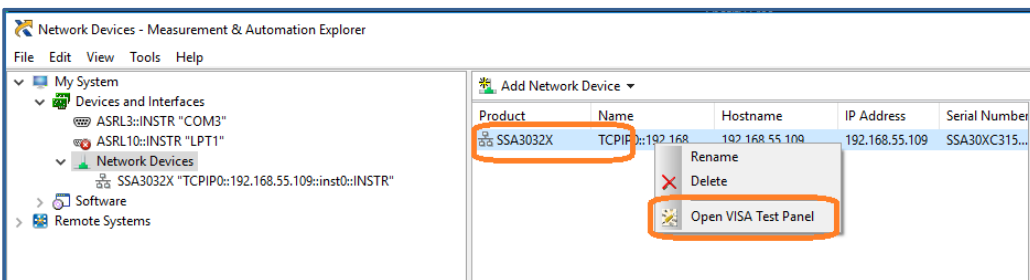 Network Devices - Measurement & Automation Explorer
File Edit View Tools Help
My System
Devices and Interfaces
ASRL3::INSTR "COM3"
ASRL10::INSTR "LPT1"
Network Devices
SSA3032X "TCPIP0::192.168.55.109::inst0::INSTR"
Software
Remote Systems
Add Network Device
Product Name Hostname IP Address Serial Number
SSA3032X TCPIP0::192.168 192.168.55.109 192.168.55.109 SSA30XC315...
Rename
Delete
Open VISA Test Panel